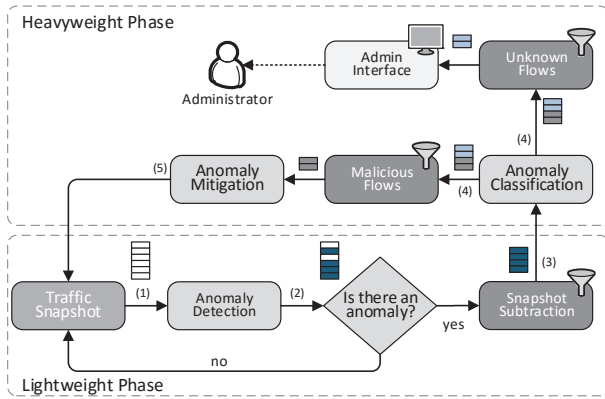 Heavyweight Phase
Administrator
Admin
Interface
Unknown
Flows
(4)
(5)
Anomaly
Mitigation
Malicious
Flows
(4)
Anomaly
Classification
(3)
Traffic
Snapshot
(1)
Anomaly
Detection
(2)
Is there an
anomaly?
yes
Snapshot
Subtraction
no
Lightweight Phase